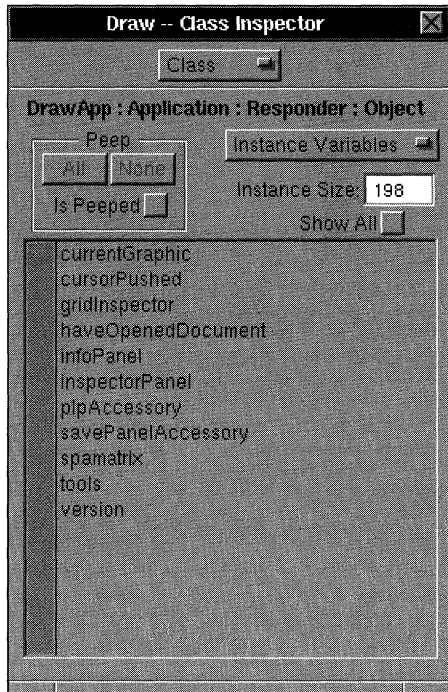 Draw -- Class Inspector
Class
DrawApp : Application : Responder : Object
Peep
All None
Is Peeped
Instance Variables
Instance Size: 198
Show All
currentGraphic
cursorPushed
gridInspector
haveOpenedDocument
infoPanel
inspectorPanel
plpAccessory
savePanelAccessory
spamatrix
tools
version